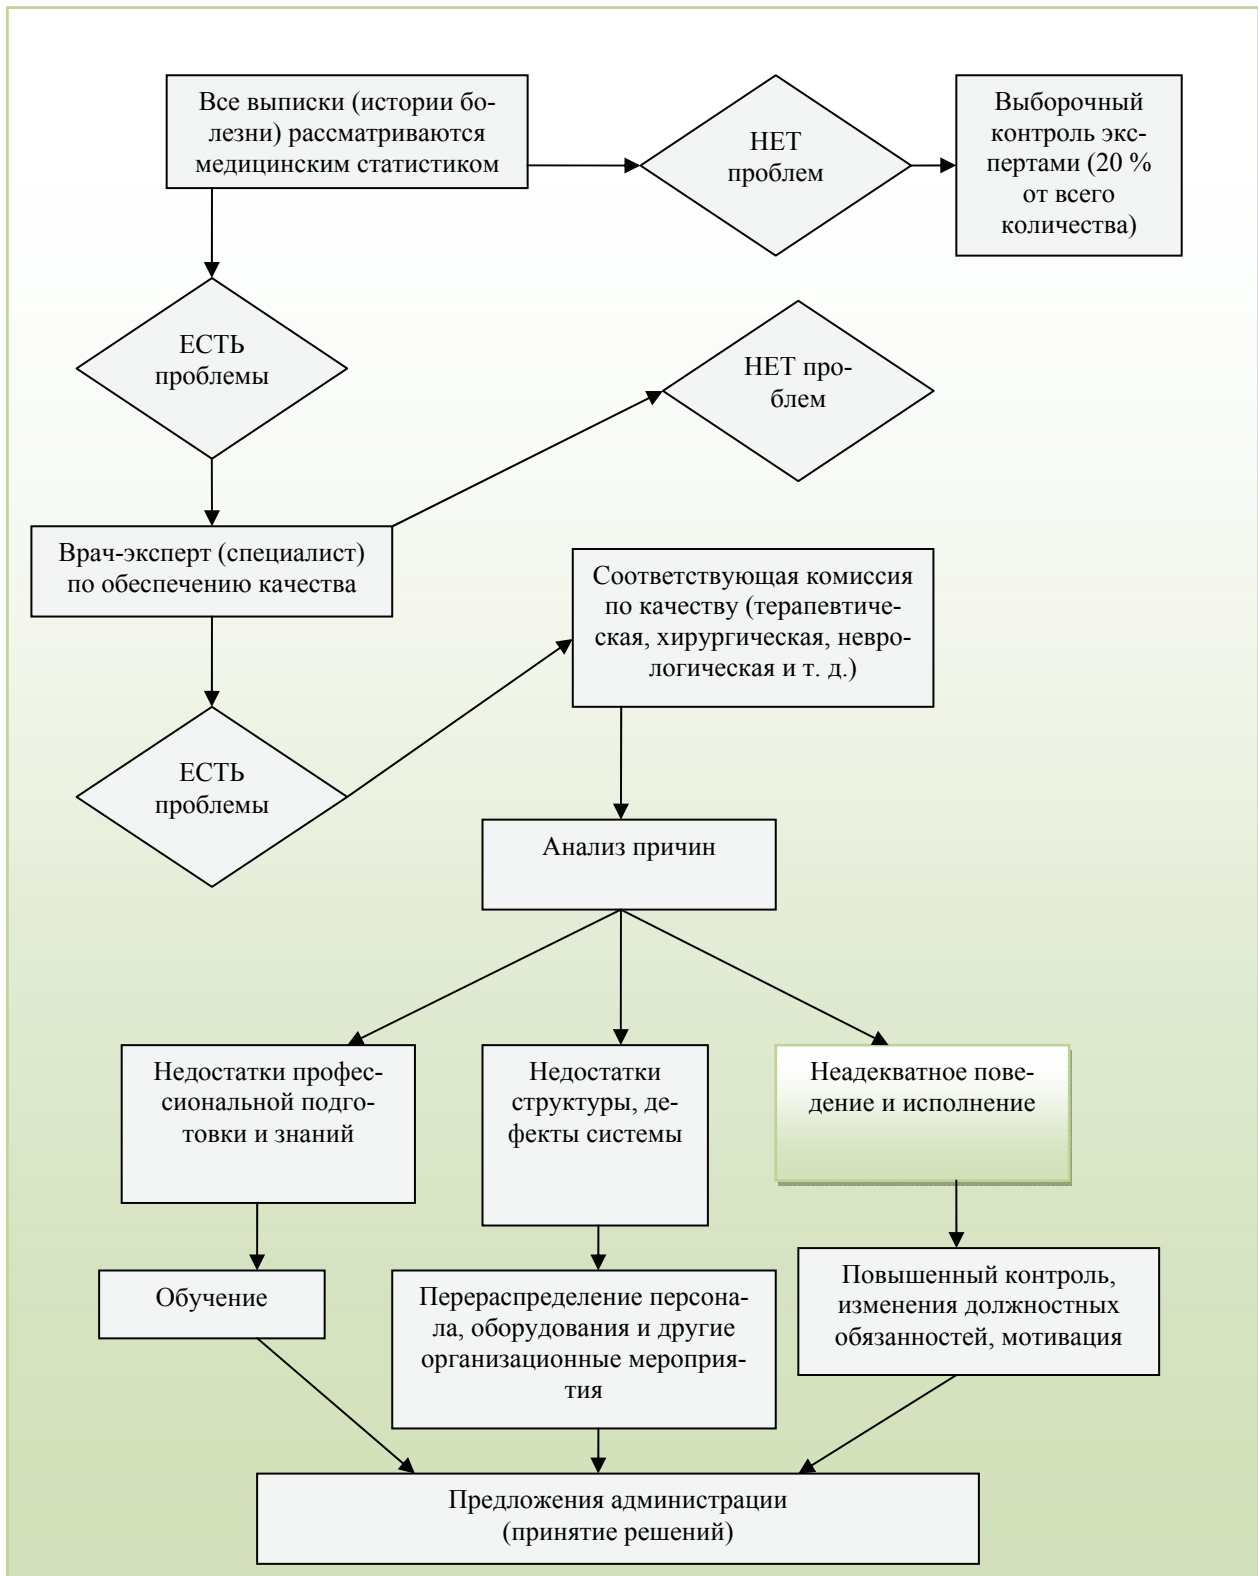 Все выписки (истории бо-
лезни) рассматриваются
медицинским статистиком
НЕТ
проблем
Выборочный
контроль экс-
пертами (20 %
от всего
количества)
ЕСТЬ
проблемы
НЕТ про-
блем
Врач-эксперт (специалист)
по обеспечению качества
Соответствующая комиссия
по качеству (терапевтиче-
ская, хирургическая, невро-
логическая и т. д.)
ЕСТЬ
проблемы
Анализ причин
Недостатки профес-
сиональной подго-
товки и знаний
Недостатки
структуры, де-
фекты системы
Неадекватное пове-
дение и исполнение
Обучение
Перераспределение персона-
ла, оборудования и другие
организационные мероприя-
тия
Повышенный контроль,
изменения должностных
обязанностей, мотивация
Предложения администрации
(принятие решений)